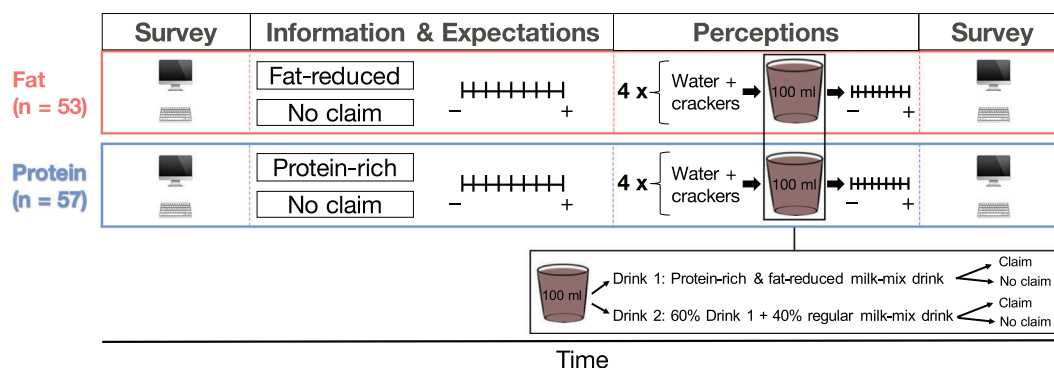 Survey
Information & Expectations
Perceptions
Survey
Fat
(n = 53)
Fat-reduced
No claim
− +
4 x
Water +
crackers
100 ml
− +
Protein
(n = 57)
Protein-rich
No claim
− +
4 x
Water +
crackers
100 ml
− +
100 ml
Drink 1: Protein-rich & fat-reduced milk-mix drink
Claim
No claim
Drink 2: 60% Drink 1 + 40% regular milk-mix drink
Claim
No claim
Time